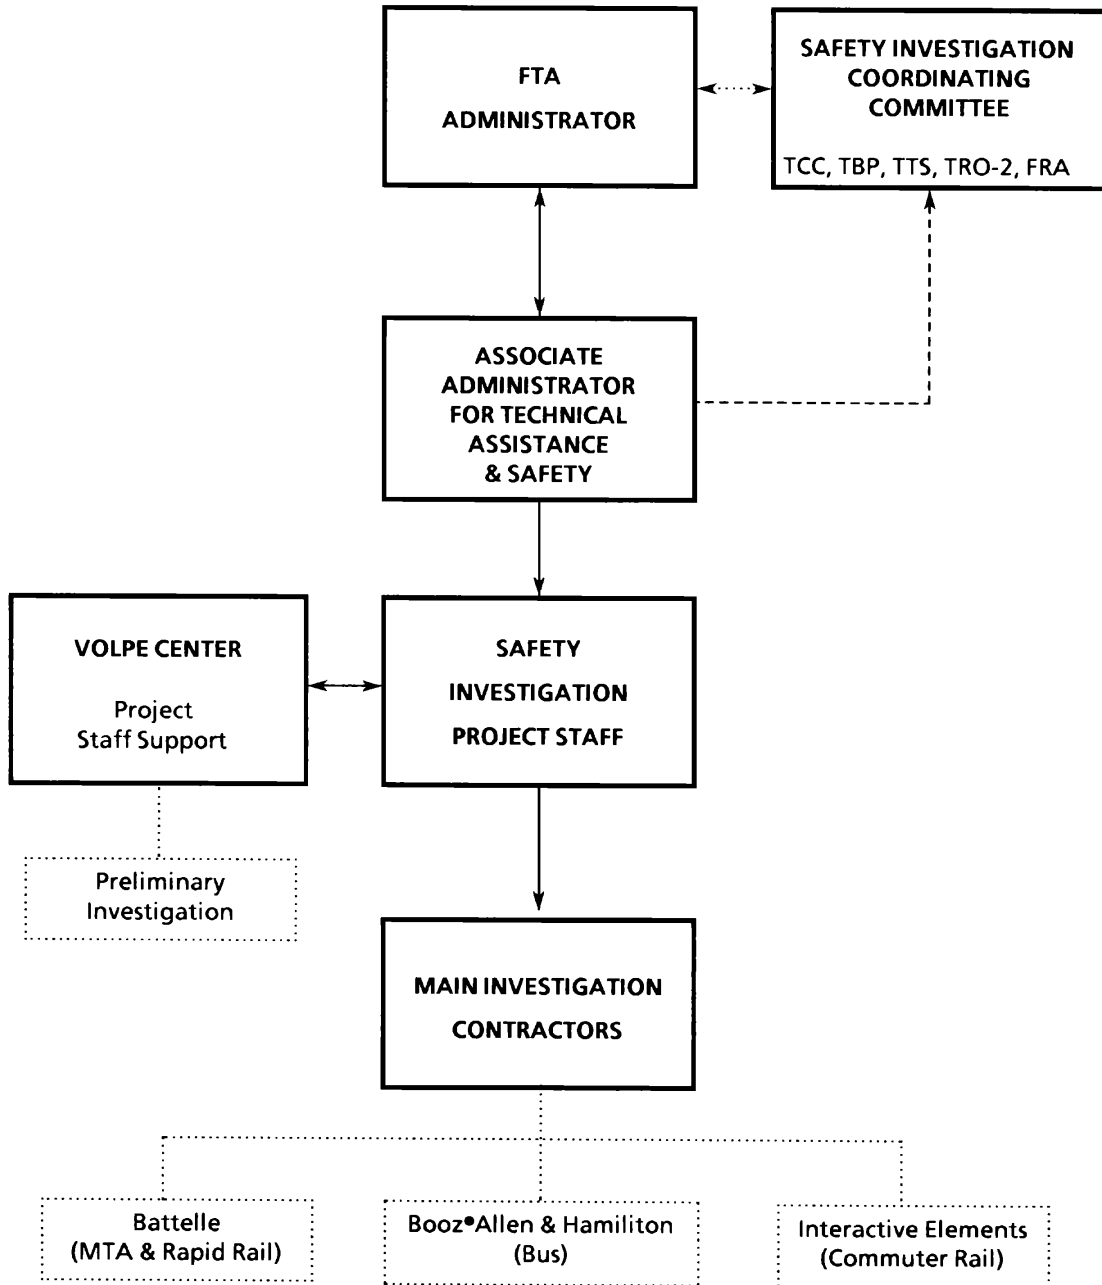 FTA
ADMINISTRATOR
SAFETY INVESTIGATION
COORDINATING
COMMITTEE
TCC, TBP, TTS, TRO-2, FRA
ASSOCIATE
ADMINISTRATOR
FOR TECHNICAL
ASSISTANCE
& SAFETY
VOLPE CENTER
Project
Staff Support
SAFETY
INVESTIGATION
PROJECT STAFF
Preliminary
Investigation
MAIN INVESTIGATION
CONTRACTORS
Battelle
(MTA & Rapid Rail)
Booz•Allen & Hamiliton
(Bus)
Interactive Elements
(Commuter Rail)